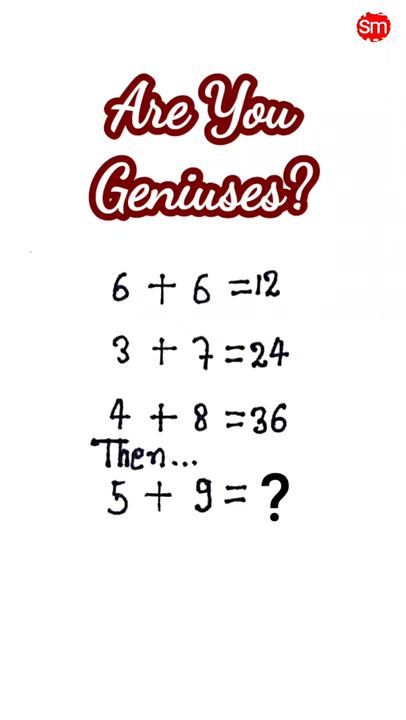 Sm
Are You
Geniuses?
6 + 6 =12
3 + 7 =24
4 + 8 =36
Then...
5 + 9 = ?